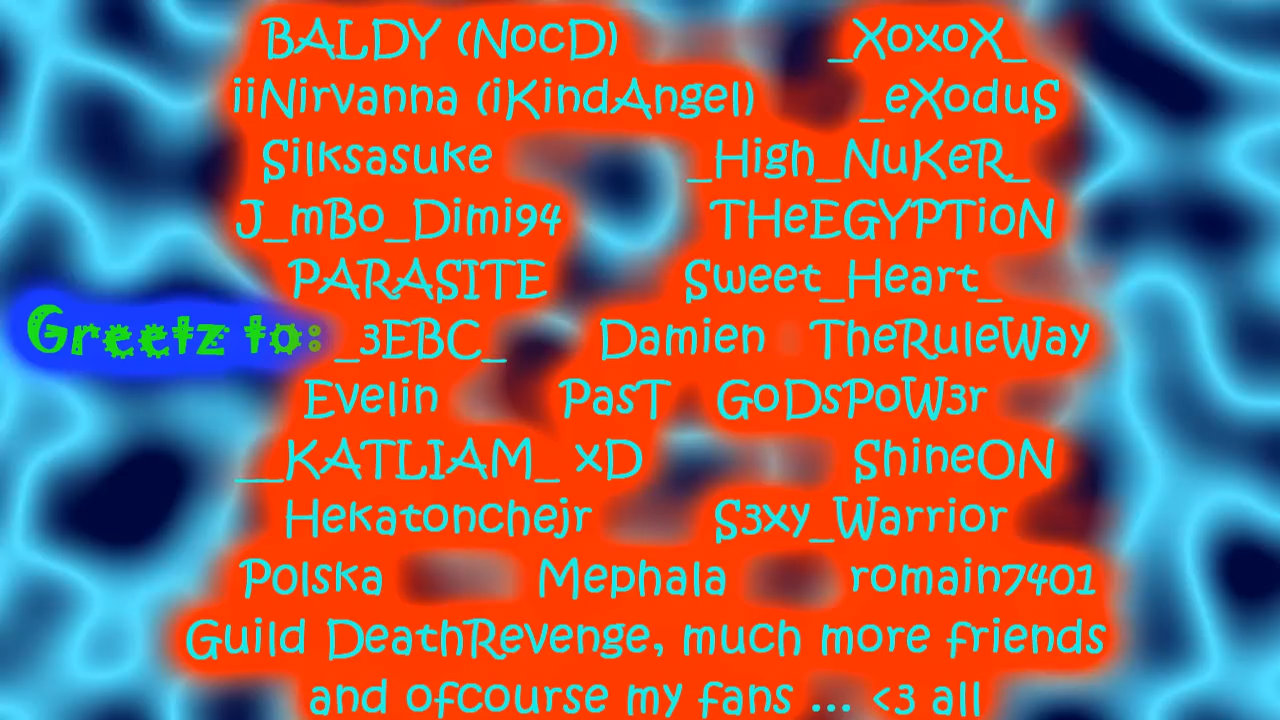 BALDY (NocD) _XoxoX_
iiNirvanna (iKindAngel) _eXoduS
Silksasuke _High_NuKeR_
J_mBo_Dimi94 THeEGYPTioN
PARASITE Sweet_Heart_
Greetz to: _3EBC_ Damien TheRuleWay
Evelin PasT GoDsPoW3r
__KATLIAM_ xD ShineON
Hekatonchejr S3xy_Warrior
Polska Mephala romain7401
Guild DeathRevenge, much more friends
and ofcourse my fans ... <3 all